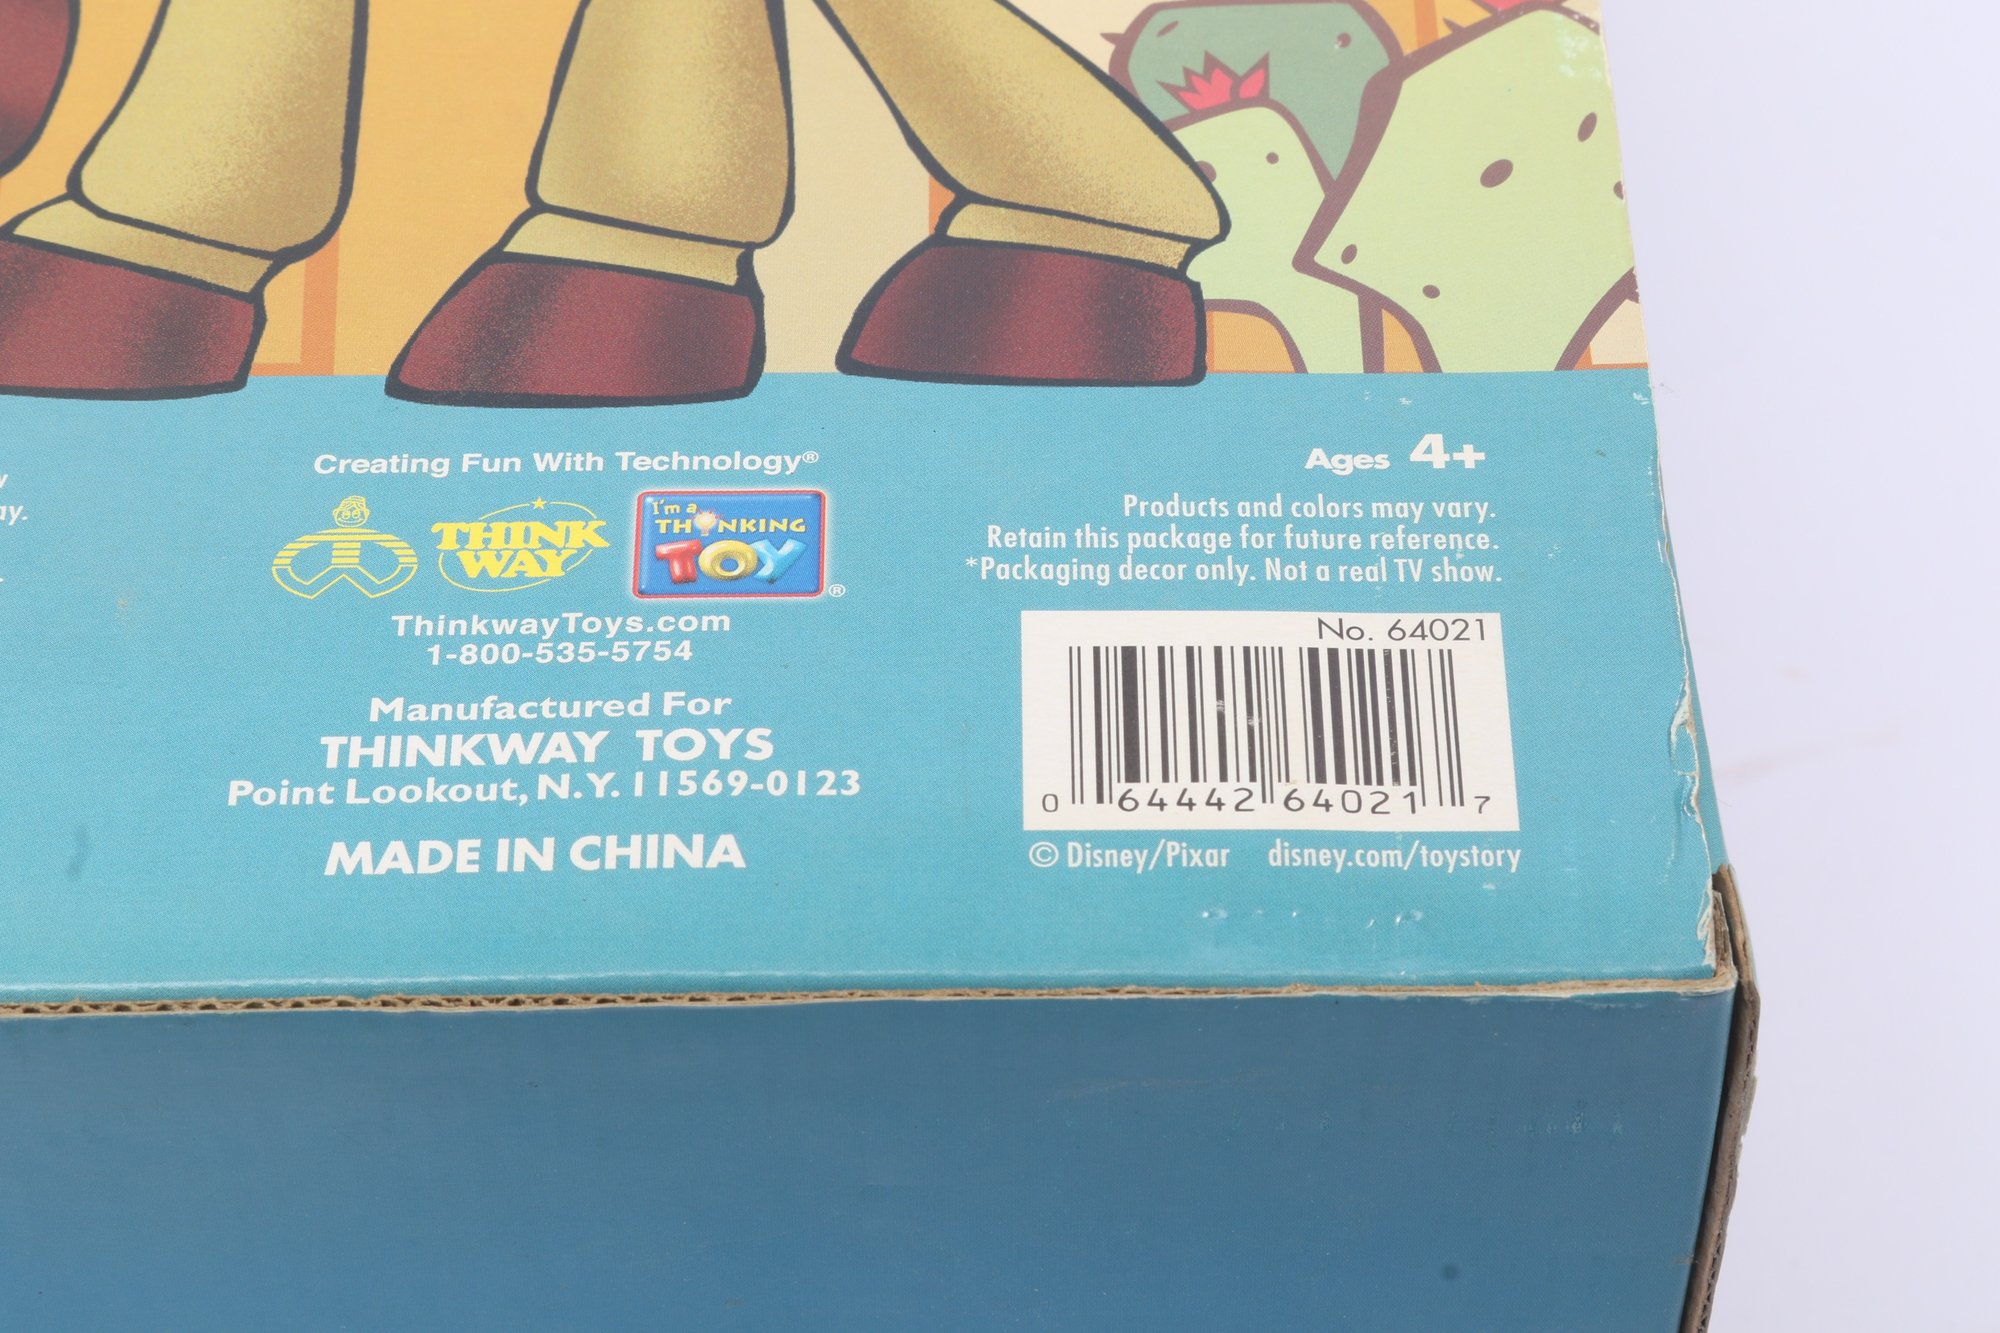 Creating Fun With Technology®
THINK
WAY
I'm a
THINKING
TOY
®
ThinkwayToys.com
1-800-535-5754
Manufactured For
THINKWAY TOYS
Point Lookout, N.Y. 11569-0123
MADE IN CHINA
Ages 4+
Products and colors may vary.
Retain this package for future reference.
*Packaging decor only. Not a real TV show.
No. 64021
0 64442 64021 7
© Disney/Pixar disney.com/toystory